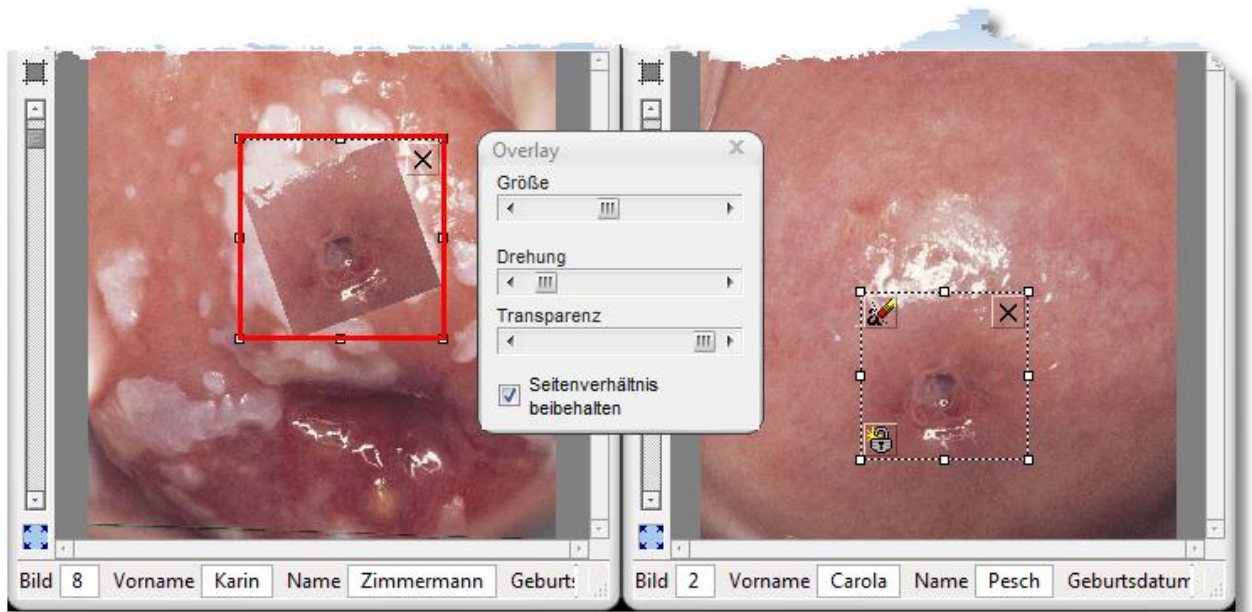 Overlay
Größe
Drehung
Transparenz
Seitenverhältnis
beibehalten
Bild 8 Vorname Karin Name Zimmermann Geburts
Bild 2 Vorname Carola Name Pesch Geburtsdatum